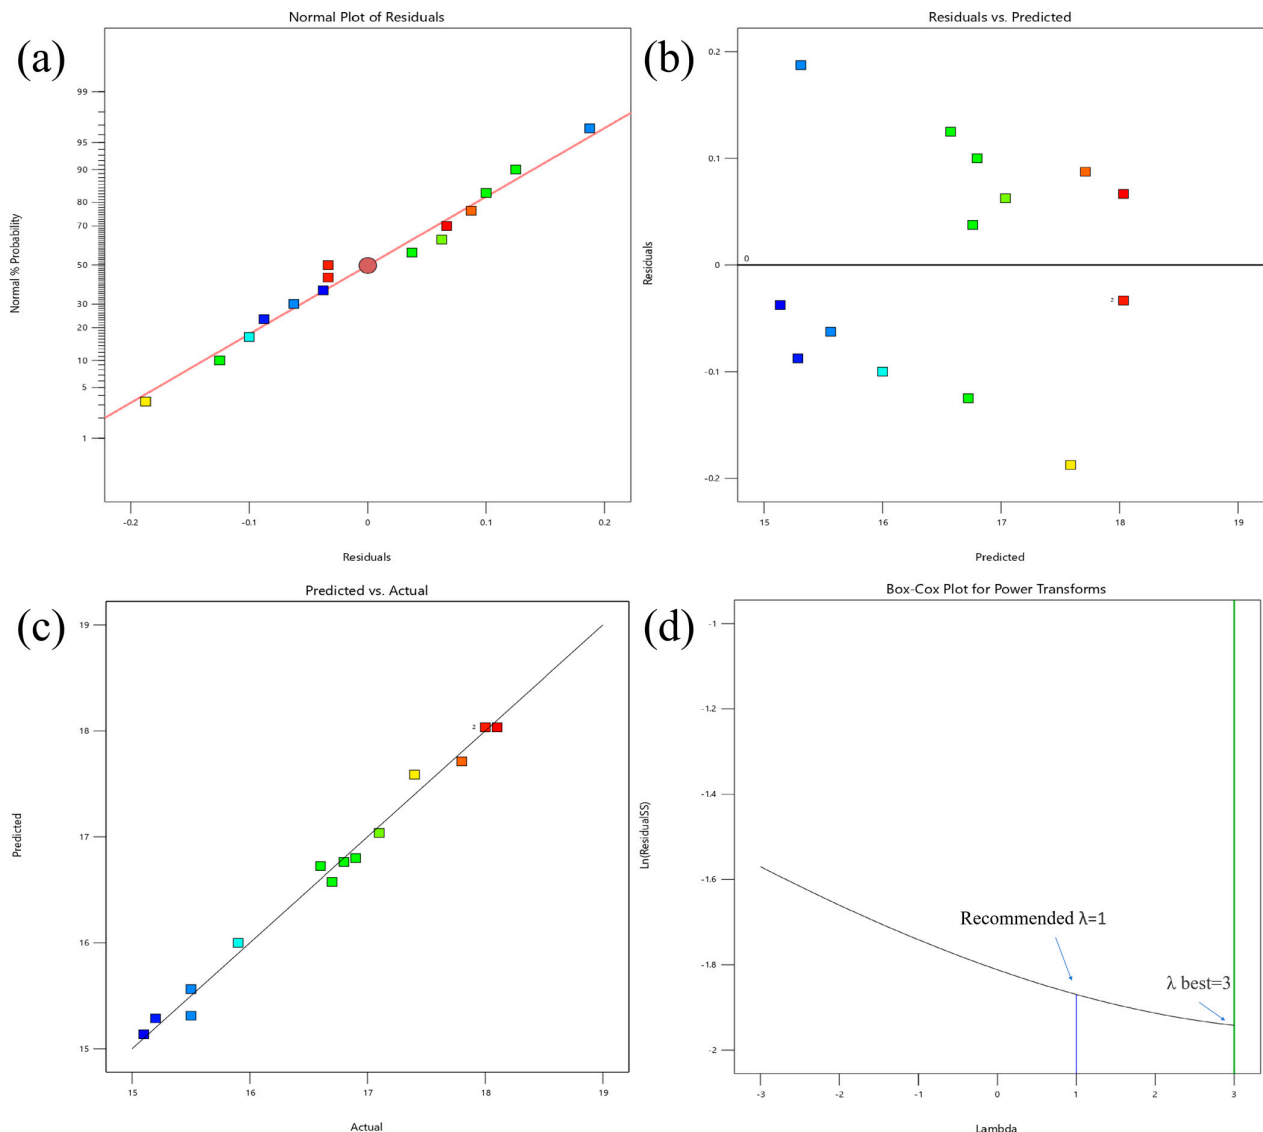 (a)
Normal Plot of Residuals
Normal % Probability
99
95
90
80
70
50
30
20
10
5
1
-0.2
-0.1
0
0.1
0.2
Residuals
(b)
Residuals vs. Predicted
Residuals
0.2
0.1
0
0
-0.1
-0.2
2
15
16
17
18
19
Predicted
(c)
Predicted vs. Actual
Predicted
19
18
17
16
15
2
15
16
17
18
19
Actual
(d)
Box-Cox Plot for Power Transforms
Ln(ResidualSS)
-1
-1.2
-1.4
-1.6
-1.8
-2
Recommended λ=1
λ best=3
-3
-2
-1
0
1
2
3
Lambda